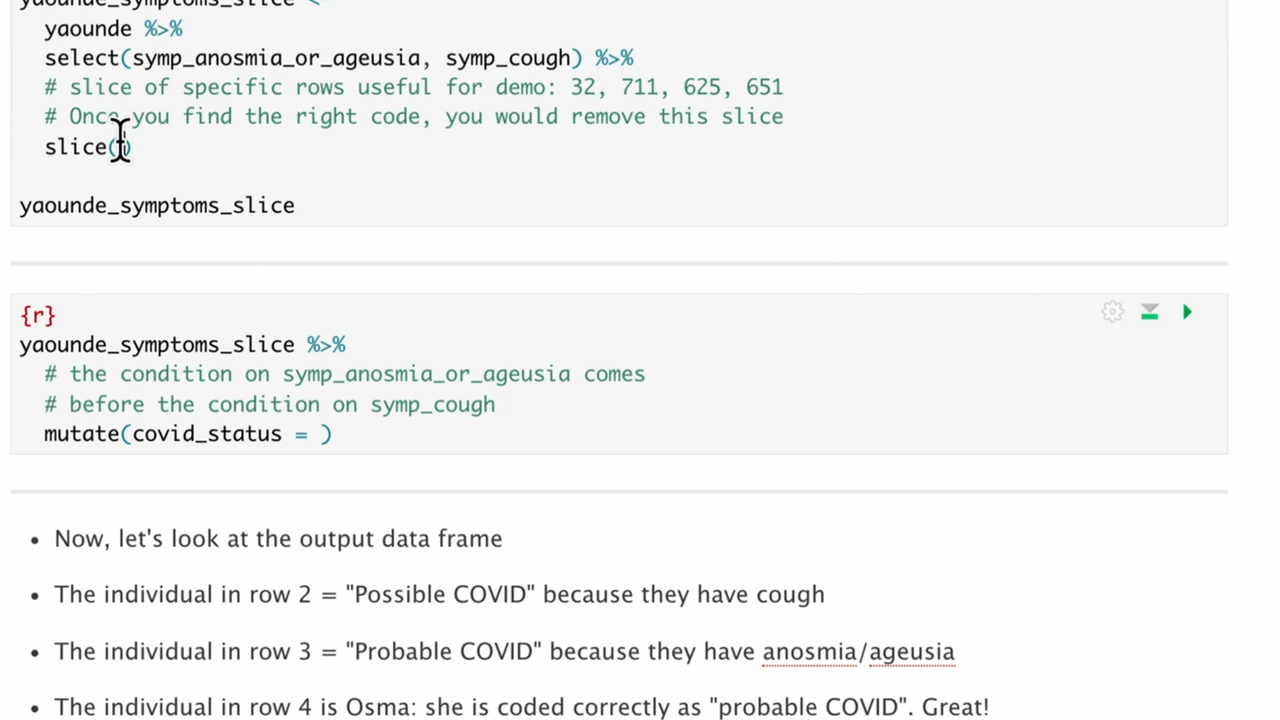 yaounde_symptoms_slice <-
yaounde %>%
select(symp_anosmia_or_ageusia, symp_cough) %>%
# slice of specific rows useful for demo: 32, 711, 625, 651
# Once you find the right code, you would remove this slice
slice()
yaounde_symptoms_slice
{r}
yaounde_symptoms_slice %>%
# the condition on symp_anosmia_or_ageusia comes
# before the condition on symp_cough
mutate(covid_status = )
• Now, let's look at the output data frame
• The individual in row 2 = "Possible COVID" because they have cough
• The individual in row 3 = "Probable COVID" because they have anosmia/ageusia
• The individual in row 4 is Osma: she is coded correctly as "probable COVID". Great!